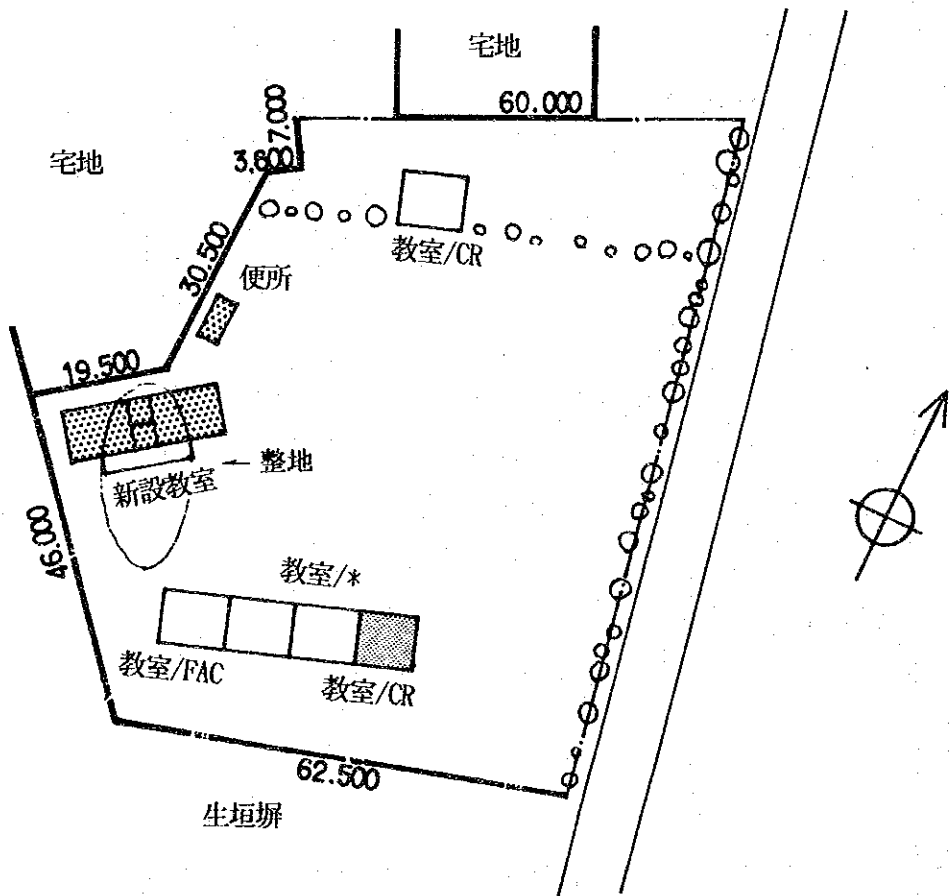 宅地
60.000
7.000
宅地
3.800
教室/CR
30.500
便所
19.500
← 整地
新設教室
46.000
教室/*
教室/FAC
教室/CR
62.500
生垣塀